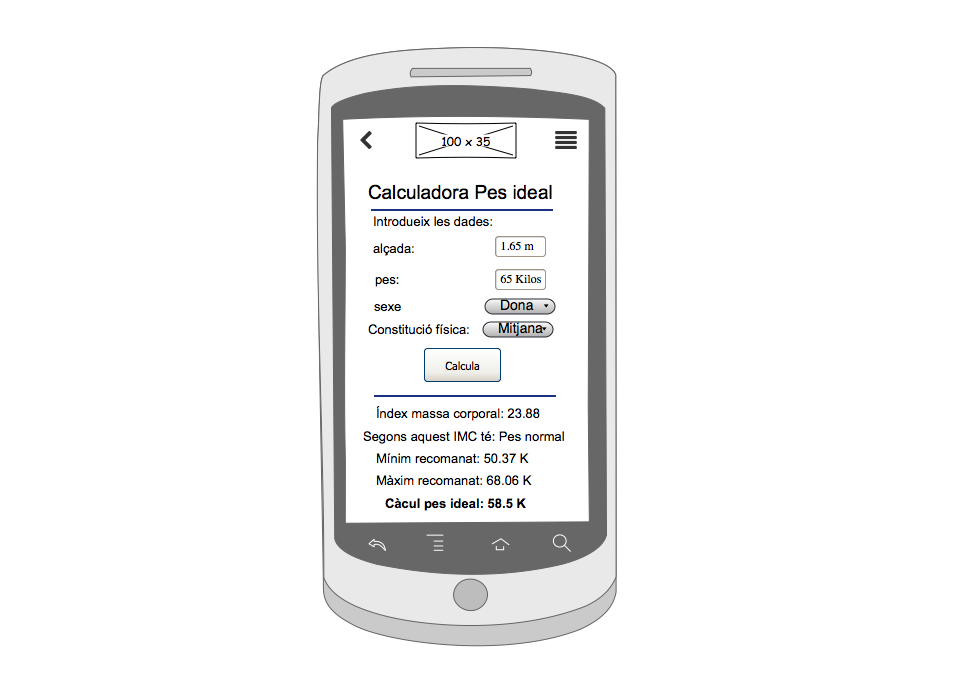 100 x 35
Calculadora Pes ideal
Introdueix les dades:
alçada: 1.65 m
pes: 65 Kilos
sexe Dona
Constitució física: Mitjana
Calcula
Índex massa corporal: 23.88
Segons aquest IMC té: Pes normal
Mínim recomanat: 50.37 K
Màxim recomanat: 68.06 K
Càcul pes ideal: 58.5 K